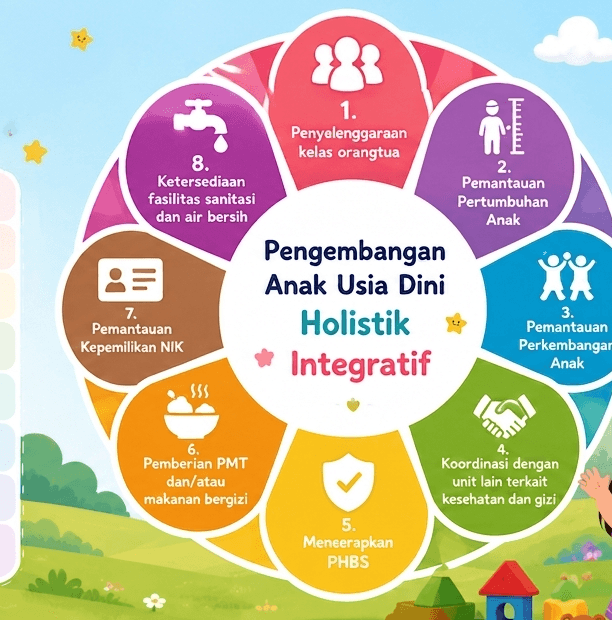 Pengembangan
Anak Usia Dini
Holistik
Integratif
1.
Penyelenggaraan
kelas orangtua
2.
Pemantauan
Pertumbuhan
Anak
3.
Pemantauan
Perkembangan
Anak
4.
Koordinasi dengan
unit lain terkait
kesehatan dan gizi
5.
Meneerapkan
PHBS
6.
Pemberian PMT
dan/atau
makanan bergizi
7.
Pemantauan
Kepemilikan NIK
8.
Ketersediaan
fasilitas sanitasi
dan air bersih